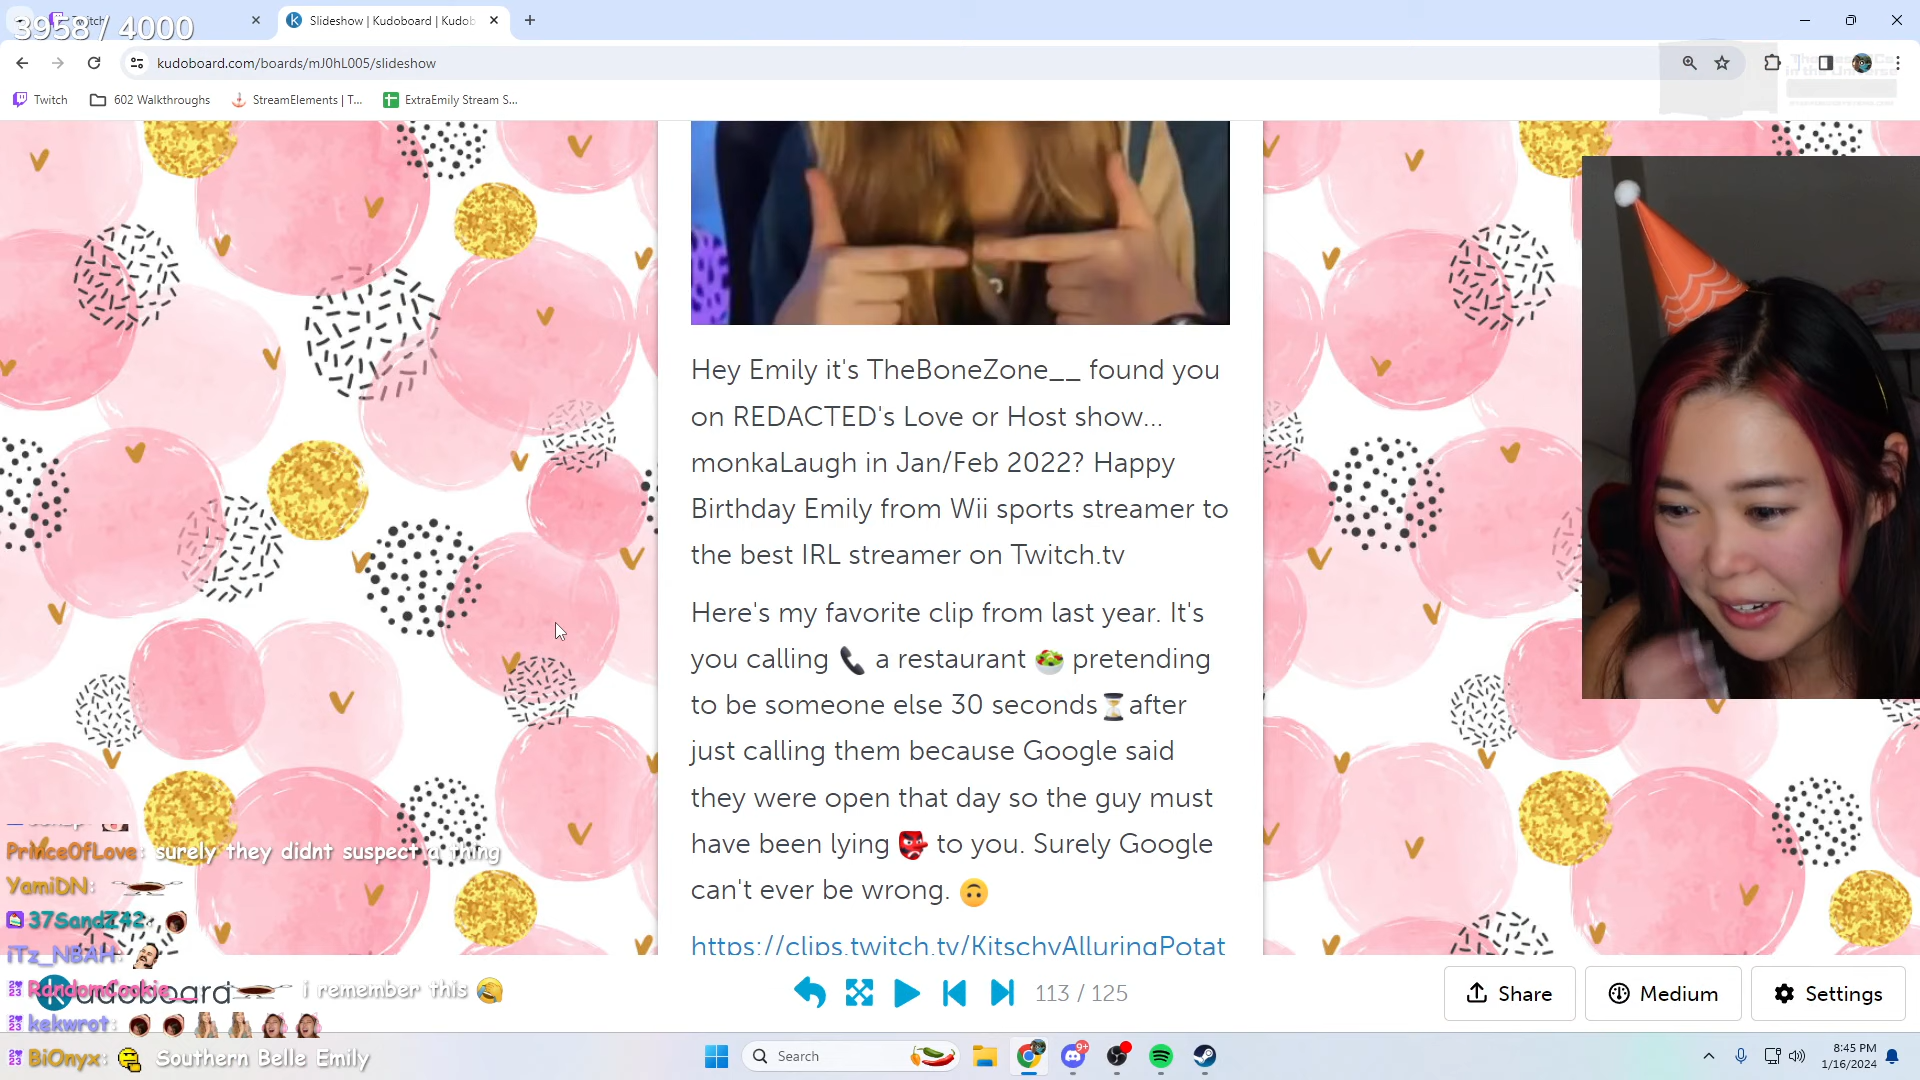 3958 / 4000
Twitch
Slideshow | Kudoboard | Kudob
kudoboard.com/boards/mJ0hL005/slideshow
Twitch
602 Walkthroughs
StreamElements | T...
ExtraEmily Stream S...
Hey Emily it's TheBoneZone__ found you
on REDACTED's Love or Host show...
monkaLaugh in Jan/Feb 2022? Happy
Birthday Emily from Wii sports streamer to
the best IRL streamer on Twitch.tv
Here's my favorite clip from last year. It's
you calling 📞 a restaurant 🥗 pretending
to be someone else 30 seconds⏳after
just calling them because Google said
they were open that day so the guy must
have been lying 👺 to you. Surely Google
can't ever be wrong. 🙃
https://clips.twitch.tv/KitschyAlluringPotat
PrinceOfLove: surely they didnt suspect a thing
YamiDN:
37SandZ42:
iTz_NBAH:
RandomCookie__: i remember this 🤣
kekwrot:
BiOnyx: Southern Belle Emily
kudoboard
113 / 125
Share
Medium
Settings
Search
9+
8:45 PM
1/16/2024